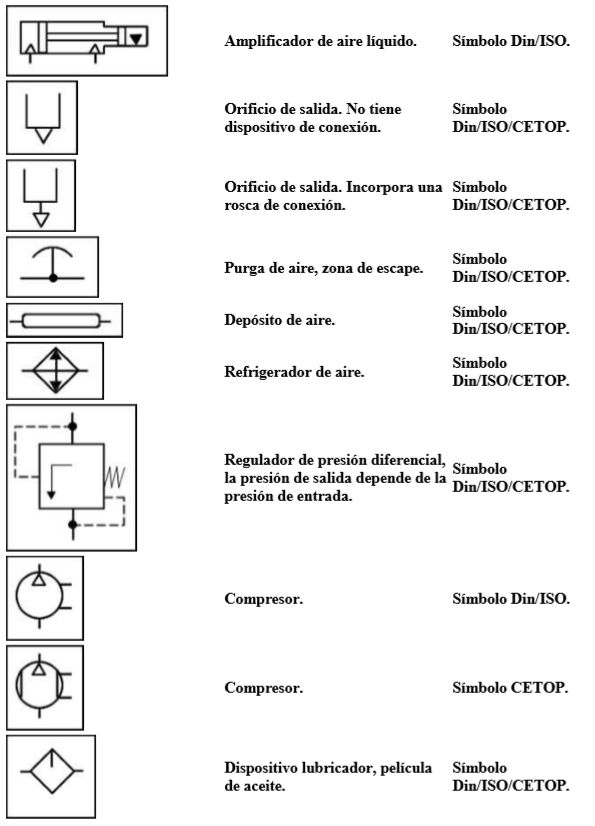 Amplificador de aire líquido. Símbolo Din/ISO.
Orificio de salida. No tiene dispositivo de conexión. Símbolo Din/ISO/CETOP.
Orificio de salida. Incorpora una rosca de conexión. Símbolo Din/ISO/CETOP.
Purga de aire, zona de escape. Símbolo Din/ISO/CETOP.
Depósito de aire. Símbolo Din/ISO/CETOP.
Refrigerador de aire. Símbolo Din/ISO/CETOP.
Regulador de presión diferencial, la presión de salida depende de la presión de entrada. Símbolo Din/ISO/CETOP.
Compresor. Símbolo Din/ISO.
Compresor. Símbolo CETOP.
Dispositivo lubricador, película de aceite. Símbolo Din/ISO/CETOP.